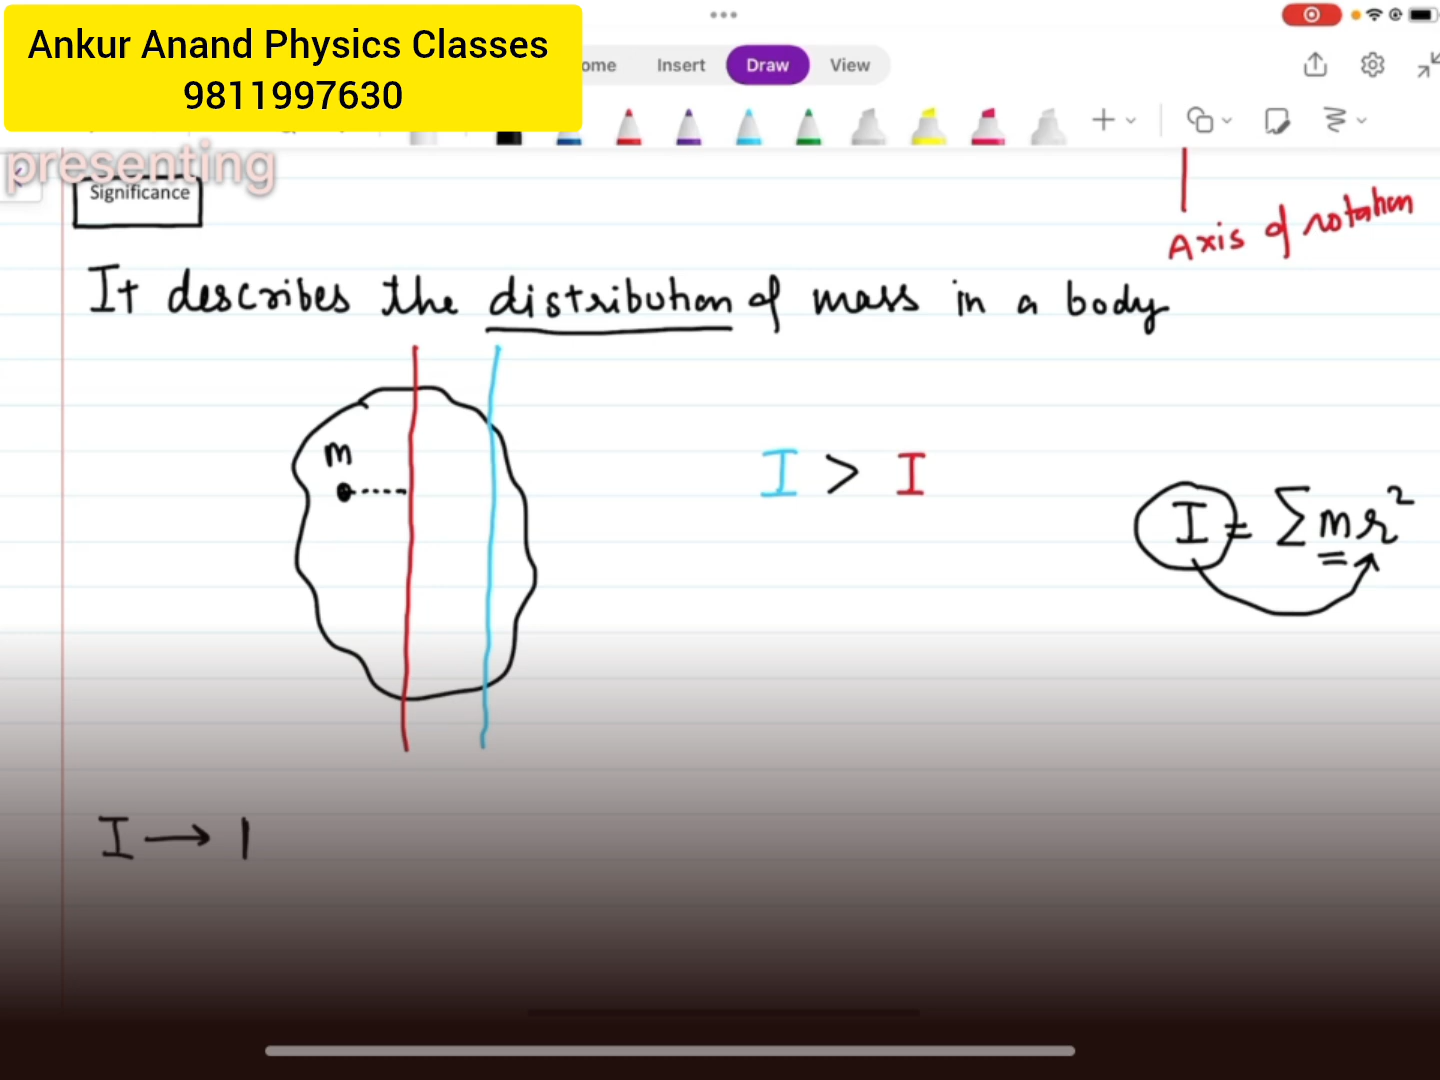 Ankur Anand Physics Classes
9811997630
ome Insert Draw View
presenting
Significance
Axis of rotation
It describes the distribution of mass in a body
m
I > I
I = Σmr²
I → I